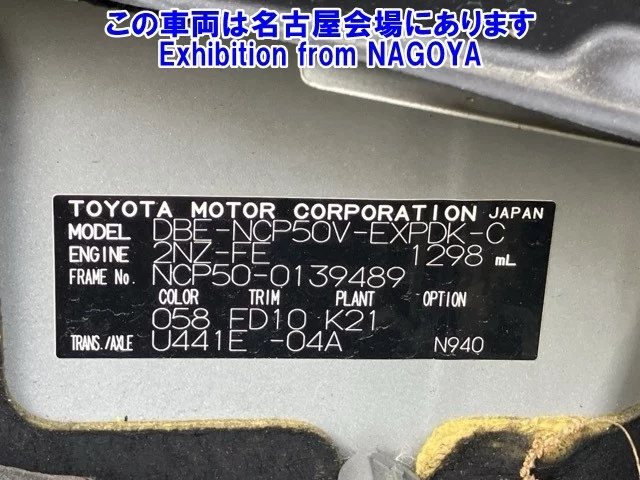 この車両は名古屋会場にあります
Exhibition from NAGOYA
TOYOTA MOTOR CORPORATION JAPAN
MODEL DBE-NCP50V-EXPDK-C
ENGINE 2NZ-FE 1298 mL
FRAME No. NCP50-0139489
COLOR TRIM PLANT OPTION
058 FD10 K21
TRANS./AXLE U441E -04A N940